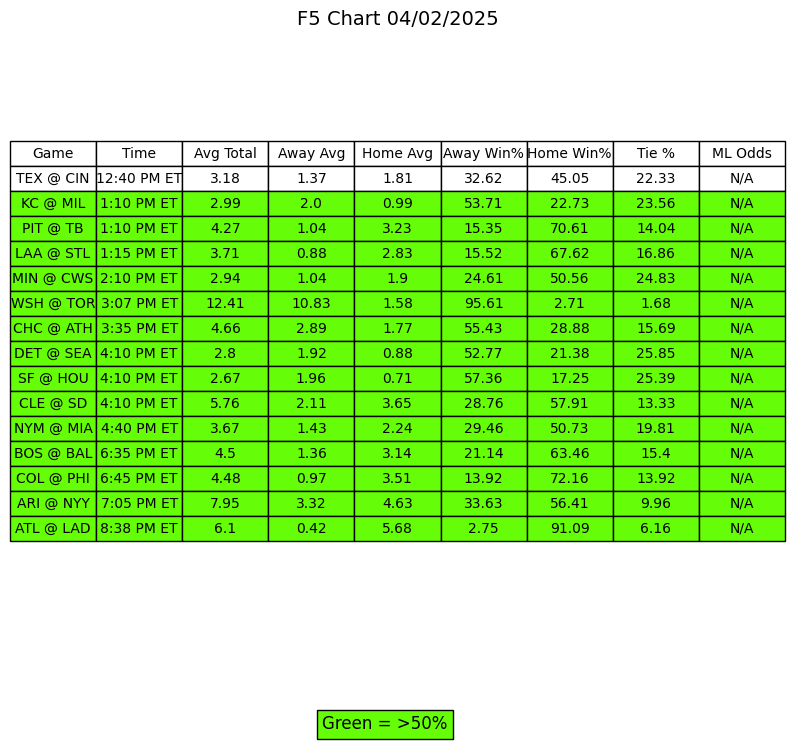 F5 Chart 04/02/2025
Game Time Avg Total Away Avg Home Avg Away Win% Home Win% Tie % ML Odds
TEX @ CIN 12:40 PM ET 3.18 1.37 1.81 32.62 45.05 22.33 N/A
KC @ MIL 1:10 PM ET 2.99 2.0 0.99 53.71 22.73 23.56 N/A
PIT @ TB 1:10 PM ET 4.27 1.04 3.23 15.35 70.61 14.04 N/A
LAA @ STL 1:15 PM ET 3.71 0.88 2.83 15.52 67.62 16.86 N/A
MIN @ CWS 2:10 PM ET 2.94 1.04 1.9 24.61 50.56 24.83 N/A
WSH @ TOR 3:07 PM ET 12.41 10.83 1.58 95.61 2.71 1.68 N/A
CHC @ ATH 3:35 PM ET 4.66 2.89 1.77 55.43 28.88 15.69 N/A
DET @ SEA 4:10 PM ET 2.8 1.92 0.88 52.77 21.38 25.85 N/A
SF @ HOU 4:10 PM ET 2.67 1.96 0.71 57.36 17.25 25.39 N/A
CLE @ SD 4:10 PM ET 5.76 2.11 3.65 28.76 57.91 13.33 N/A
NYM @ MIA 4:40 PM ET 3.67 1.43 2.24 29.46 50.73 19.81 N/A
BOS @ BAL 6:35 PM ET 4.5 1.36 3.14 21.14 63.46 15.4 N/A
COL @ PHI 6:45 PM ET 4.48 0.97 3.51 13.92 72.16 13.92 N/A
ARI @ NYY 7:05 PM ET 7.95 3.32 4.63 33.63 56.41 9.96 N/A
ATL @ LAD 8:38 PM ET 6.1 0.42 5.68 2.75 91.09 6.16 N/A
Green = >50%